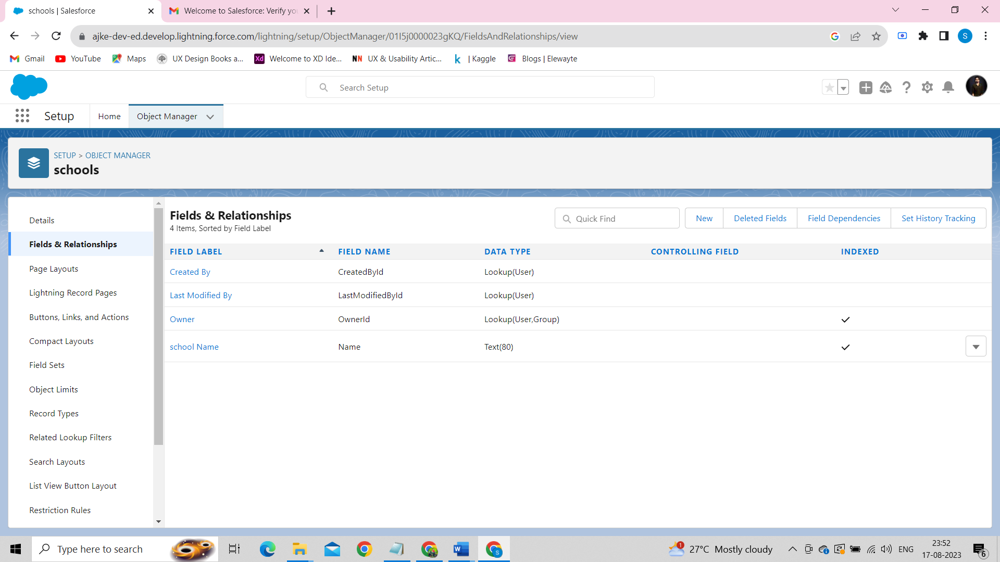 schools | Salesforce
Welcome to Salesforce: Verify yo
ajke-dev-ed.develop.lightning.force.com/lightning/setup/ObjectManager/01I5j0000023gKQ/FieldsAndRelationships/view
S
Gmail
YouTube
Maps
UX Design Books a...
Xd Welcome to XD Ide...
NN UX & Usability Artic...
k | Kaggle
Blogs | Elewayte
Search Setup
Setup
Home
Object Manager
SETUP > OBJECT MANAGER
schools
Details
Fields & Relationships
Page Layouts
Lightning Record Pages
Buttons, Links, and Actions
Compact Layouts
Field Sets
Object Limits
Record Types
Related Lookup Filters
Search Layouts
List View Button Layout
Restriction Rules
Fields & Relationships
4 Items, Sorted by Field Label
Quick Find
New
Deleted Fields
Field Dependencies
Set History Tracking
FIELD LABEL FIELD NAME DATA TYPE CONTROLLING FIELD INDEXED
Created By CreatedById Lookup(User)
Last Modified By LastModifiedById Lookup(User)
Owner OwnerId Lookup(User,Group)
school Name Name Text(80)
Type here to search
1
27°C Mostly cloudy
ENG
23:52
17-08-2023
6